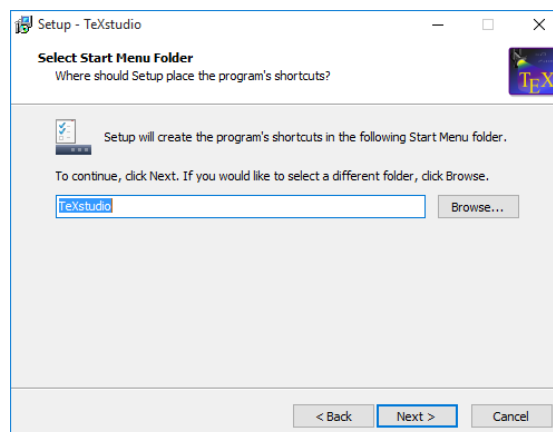 Setup - TeXstudio
Select Start Menu Folder
Where should Setup place the program's shortcuts?
TEX
Setup will create the program's shortcuts in the following Start Menu folder.
To continue, click Next. If you would like to select a different folder, click Browse.
TeXstudio
Browse...
< Back
Next >
Cancel